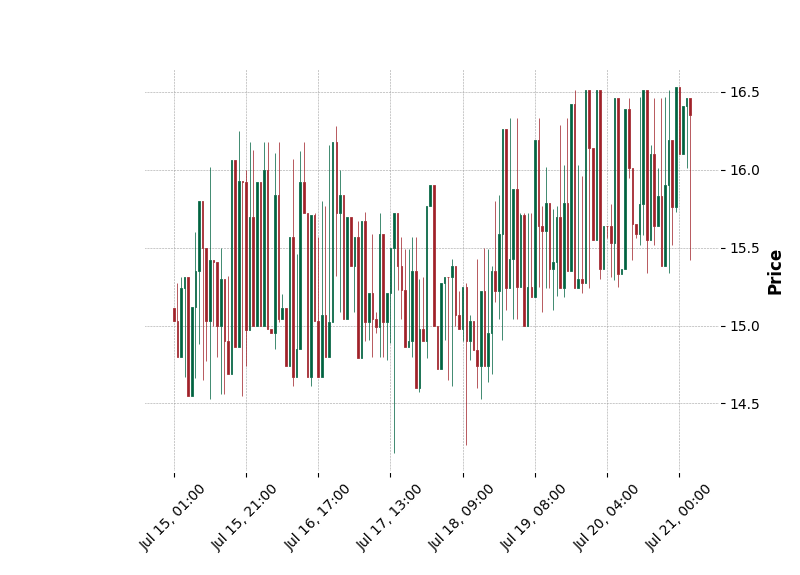 16.5
16.0
15.5
15.0
14.5
Price
Jul 15, 01:00
Jul 15, 21:00
Jul 16, 17:00
Jul 17, 13:00
Jul 18, 09:00
Jul 19, 08:00
Jul 20, 04:00
Jul 21, 00:00